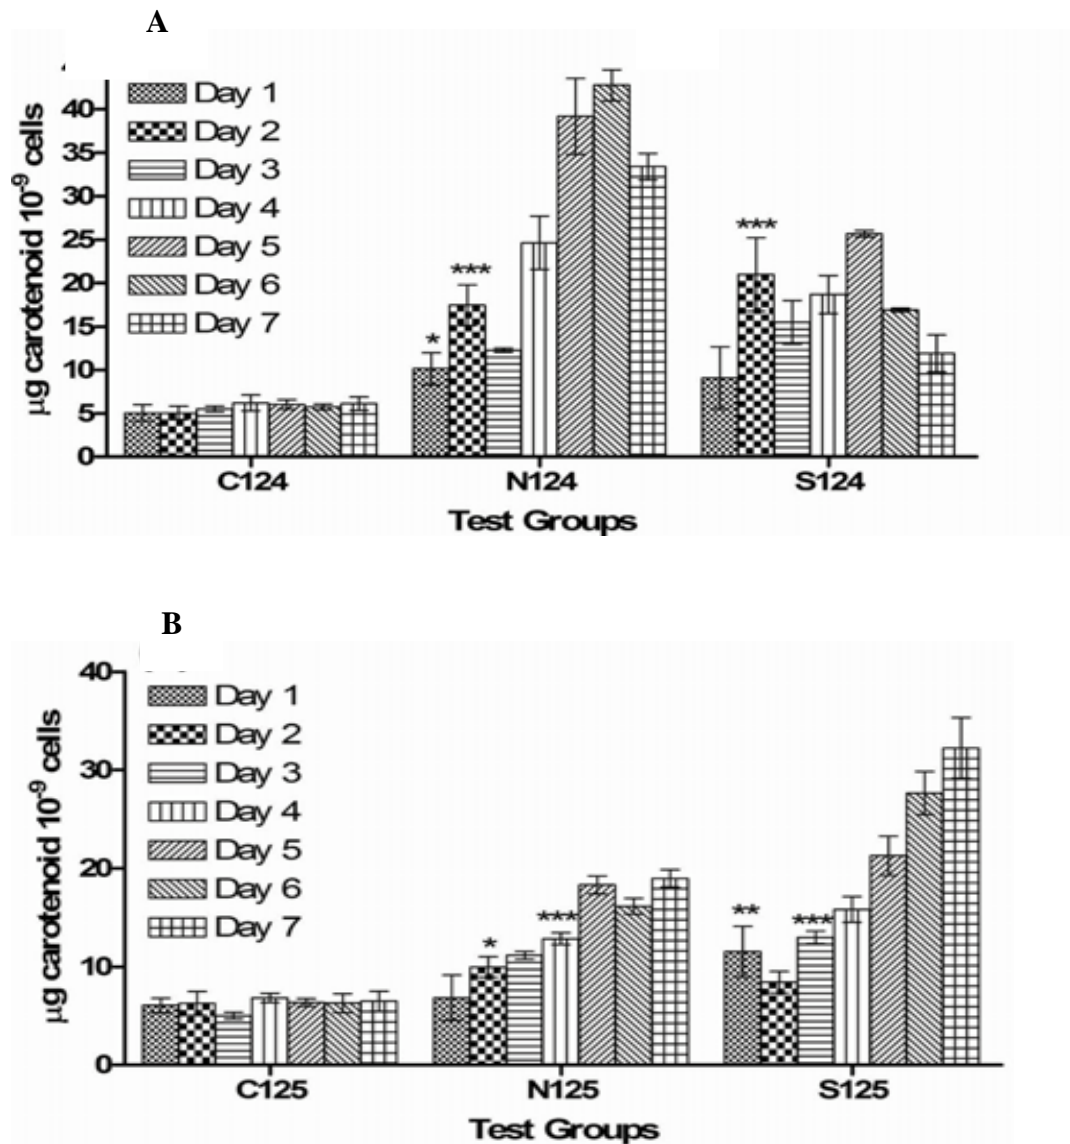 A
µg carotenoid 10⁻⁹ cells
40
35
30
25
20
15
10
5
0
Day 1
Day 2
Day 3
Day 4
Day 5
Day 6
Day 7
*
***
***
C124
N124
S124
Test Groups
B
µg carotenoid 10⁻⁹ cells
40
30
20
10
0
Day 1
Day 2
Day 3
Day 4
Day 5
Day 6
Day 7
*
***
**
***
C125
N125
S125
Test Groups